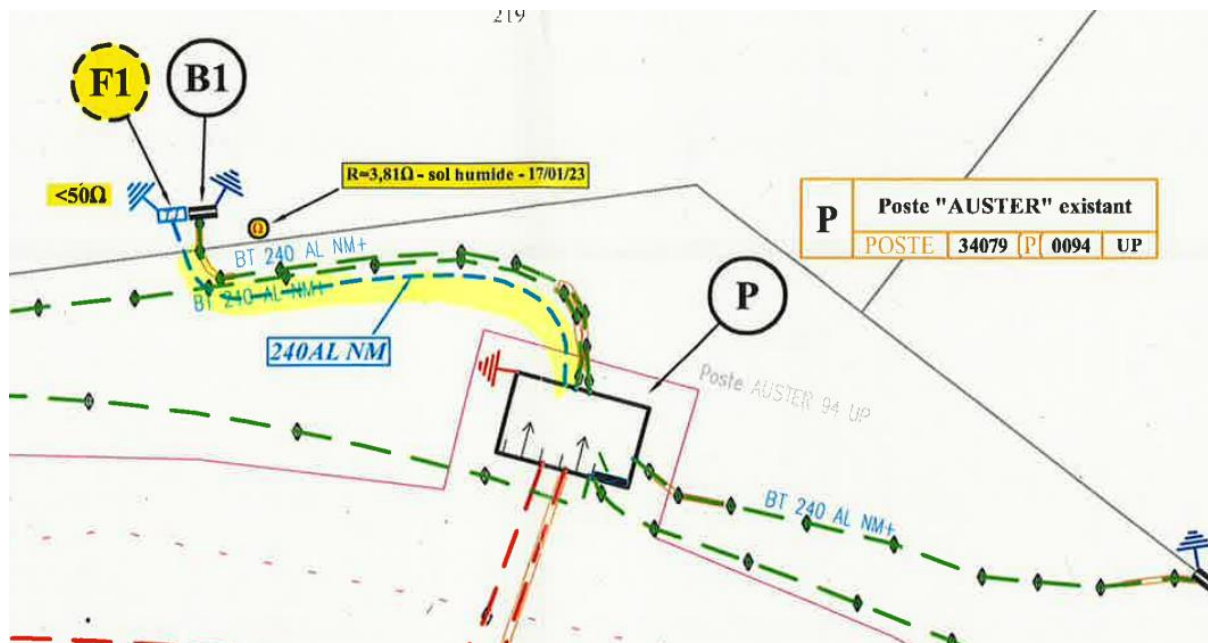 219
F1
B1
<50Ω
R=3,81Ω - sol humide - 17/01/23
Ω
P
Poste "AUSTER" existant
POSTE 34079 P 0094 UP
BT 240 AL NM+
BT 240 AL NM+
240AL NM
P
Poste AUSTER 94 UP
BT 240 AL NM+